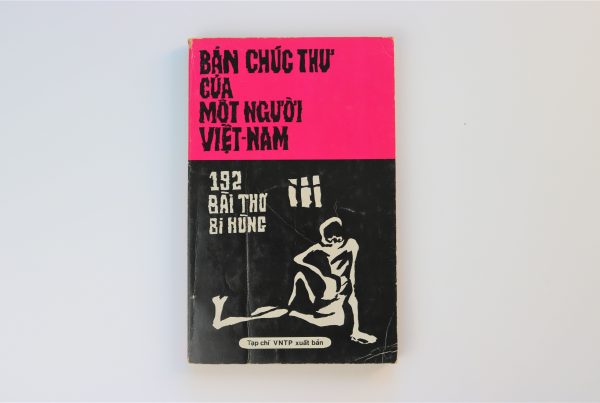 BẢN CHÚC THƯ
CỦA
MỘT NGƯỜI
VIỆT-NAM
192
BÀI THƠ
BI HÙNG
Tạp chí VNTP xuất bản